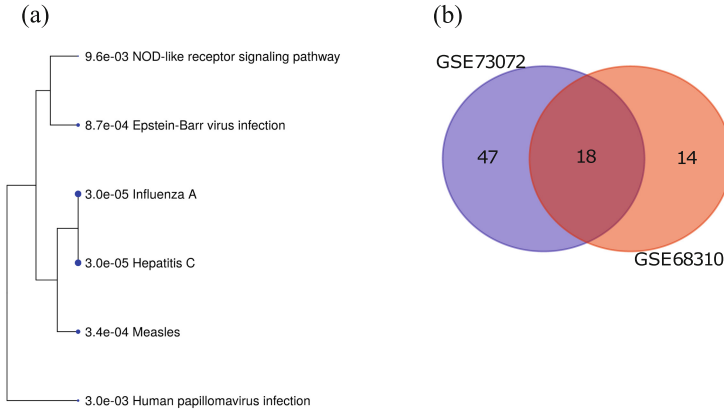 (a)
9.6e-03 NOD-like receptor signaling pathway
8.7e-04 Epstein-Barr virus infection
3.0e-05 Influenza A
3.0e-05 Hepatitis C
3.4e-04 Measles
3.0e-03 Human papillomavirus infection
(b)
GSE73072
47 18 14
GSE68310